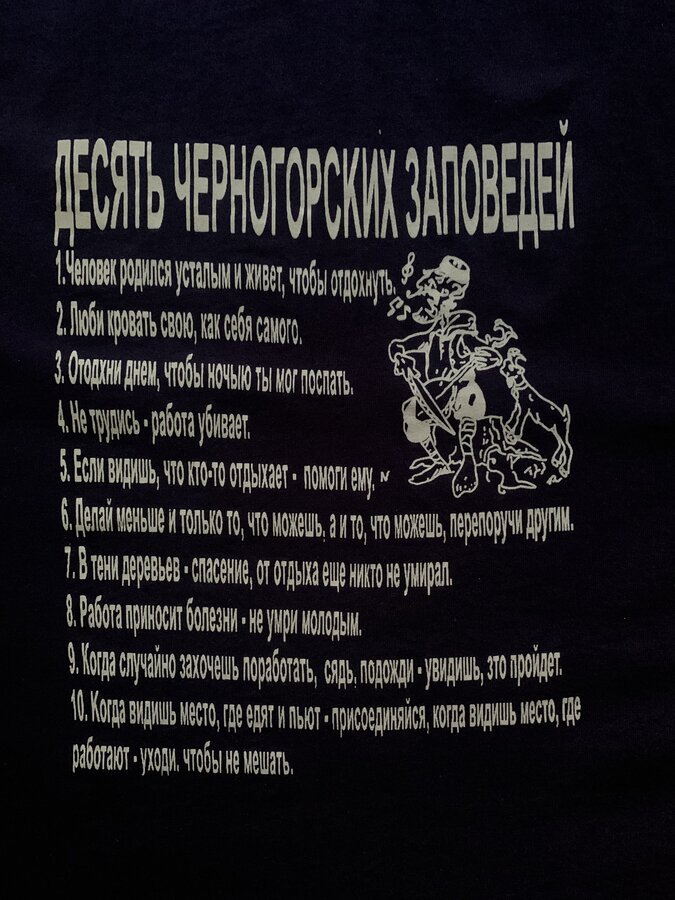 ДЕСЯТЬ ЧЕРНОГОРСКИХ ЗАПОВЕДЕЙ
1.Человек родился усталым и живет, чтобы отдохнуть.
2. Люби кровать свою, как себя самого.
3. Отодхни днем, чтобы ночью ты мог поспать.
4. Не трудись - работа убивает.
5. Если видишь, что кто-то отдыхает - помоги ему. ~
6. Делай меньше и только то, что можешь, а и то, что можешь, перепоручи другим.
7. В тени деревьев - спасение, от отдыха еще никто не умирал.
8. Работа приносит болезни - не умри молодым.
9. Когда случайно захочешь поработать, сядь, подожди - увидишь, это пройдет.
10. Когда видишь место, где едят и пьют - присоединяйся, когда видишь место, где
работают - уходи. чтобы не мешать.